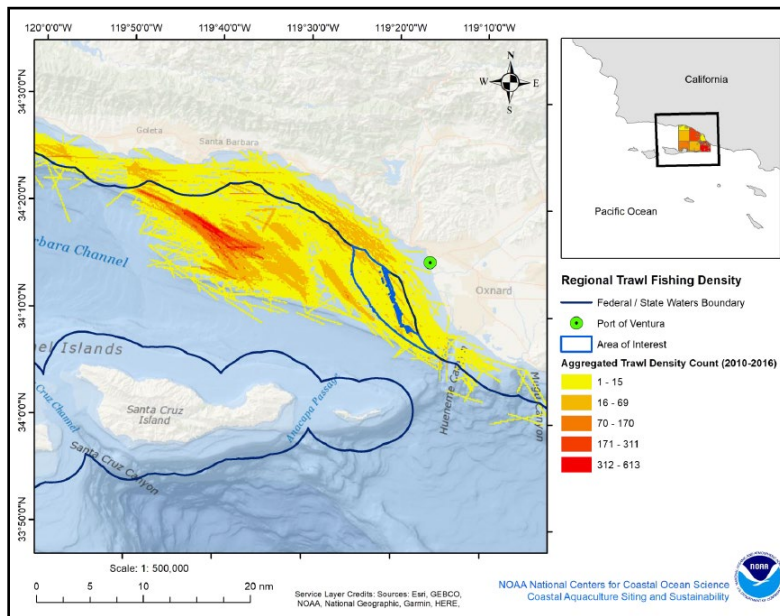 120°0'0"W 119°50'0"W 119°40'0"W 119°30'0"W 119°20'0"W 119°10'0"W
34°30'0"N
34°20'0"N
34°10'0"N
34°0'0"N
33°50'0"N
N
W E
S
Goleta
Santa Barbara
Oxnard
rbara Channel
nel Islands
Cruz Channel
Santa Cruz
Island
Anacapa Passage
Santa Cruz Canyon
Hueneme Canyon
Mugu Canyon
California
Pacific Ocean
Regional Trawl Fishing Density
Federal / State Waters Boundary
Port of Ventura
Area of Interest
Aggregated Trawl Density Count (2010-2016)
1 - 15
16 - 69
70 - 170
171 - 311
312 - 613
Scale: 1: 500,000
0 5 10 20 nm
Service Layer Credits: Sources: Esri, GEBCO,
NOAA, National Geographic, Garmin, HERE,
NOAA National Centers for Coastal Ocean Science
Coastal Aquaculture Siting and Sustainability
NOAA